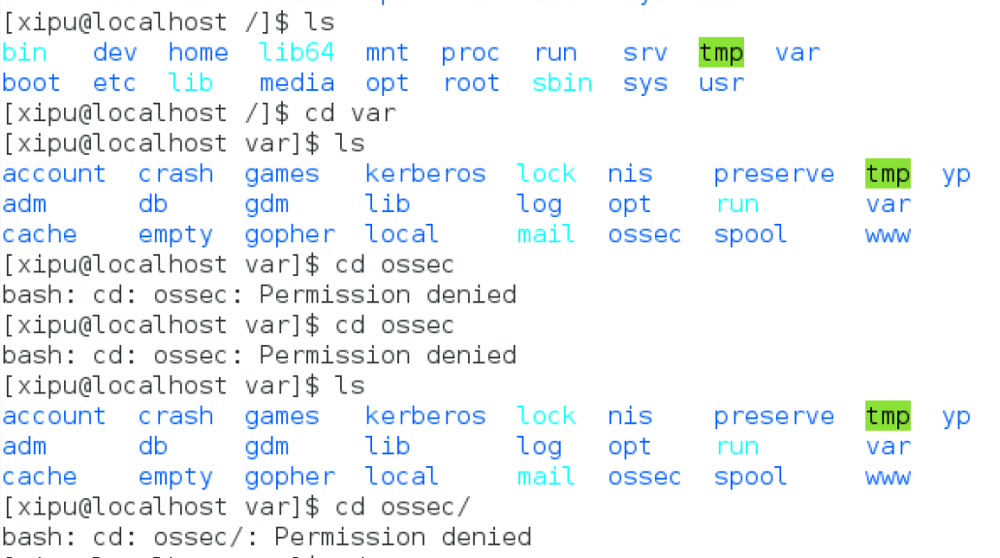 [xipu@localhost /]$ ls
bin dev home lib64 mnt proc run srv tmp var
boot etc lib media opt root sbin sys usr
[xipu@localhost /]$ cd var
[xipu@localhost var]$ ls
account crash games kerberos lock nis preserve tmp yp
adm db gdm lib log opt run var
cache empty gopher local mail ossec spool www
[xipu@localhost var]$ cd ossec
bash: cd: ossec: Permission denied
[xipu@localhost var]$ cd ossec
bash: cd: ossec: Permission denied
[xipu@localhost var]$ ls
account crash games kerberos lock nis preserve tmp yp
adm db gdm lib log opt run var
cache empty gopher local mail ossec spool www
[xipu@localhost var]$ cd ossec/
bash: cd: ossec/: Permission denied